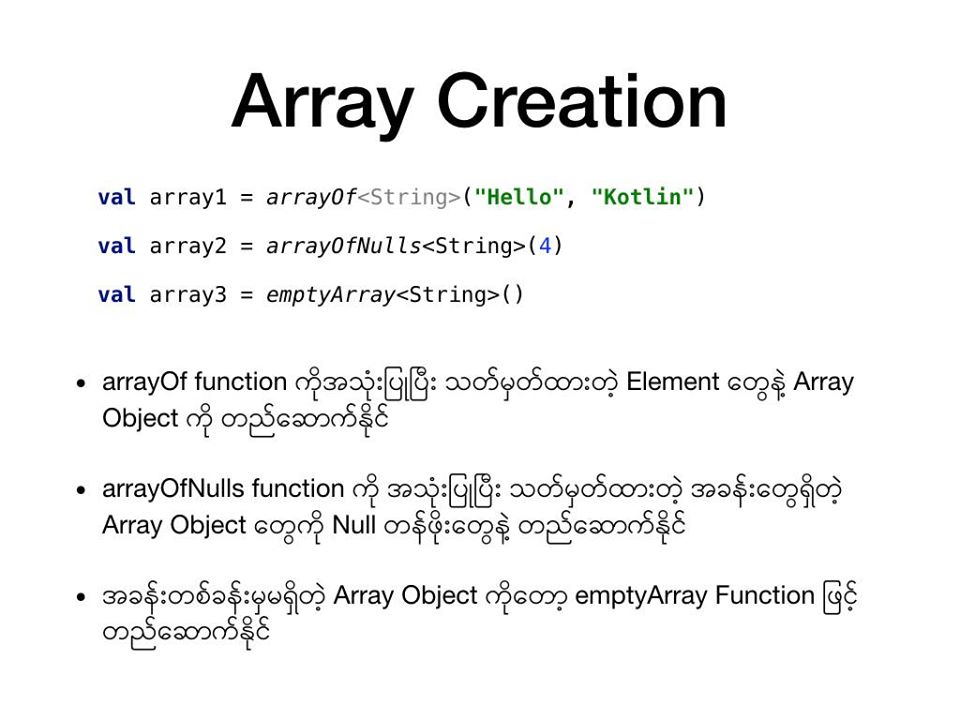 Array Creation
val array1 = arrayOf<String>("Hello", "Kotlin")
val array2 = arrayOfNulls<String>(4)
val array3 = emptyArray<String>()
• arrayOf function ကိုအသုံးပြုပြီး သတ်မှတ်ထားတဲ့ Element တွေနဲ့ Array
Object ကို တည်ဆောက်နိုင်
• arrayOfNulls function ကို အသုံးပြုပြီး သတ်မှတ်ထားတဲ့ အခန်းတွေရှိတဲ့
Array Object တွေကို Null တန်ဖိုးတွေနဲ့ တည်ဆောက်နိုင်
• အခန်းတစ်ခန်းမှမရှိတဲ့ Array Object ကိုတော့ emptyArray Function ဖြင့်
တည်ဆောက်နိုင်